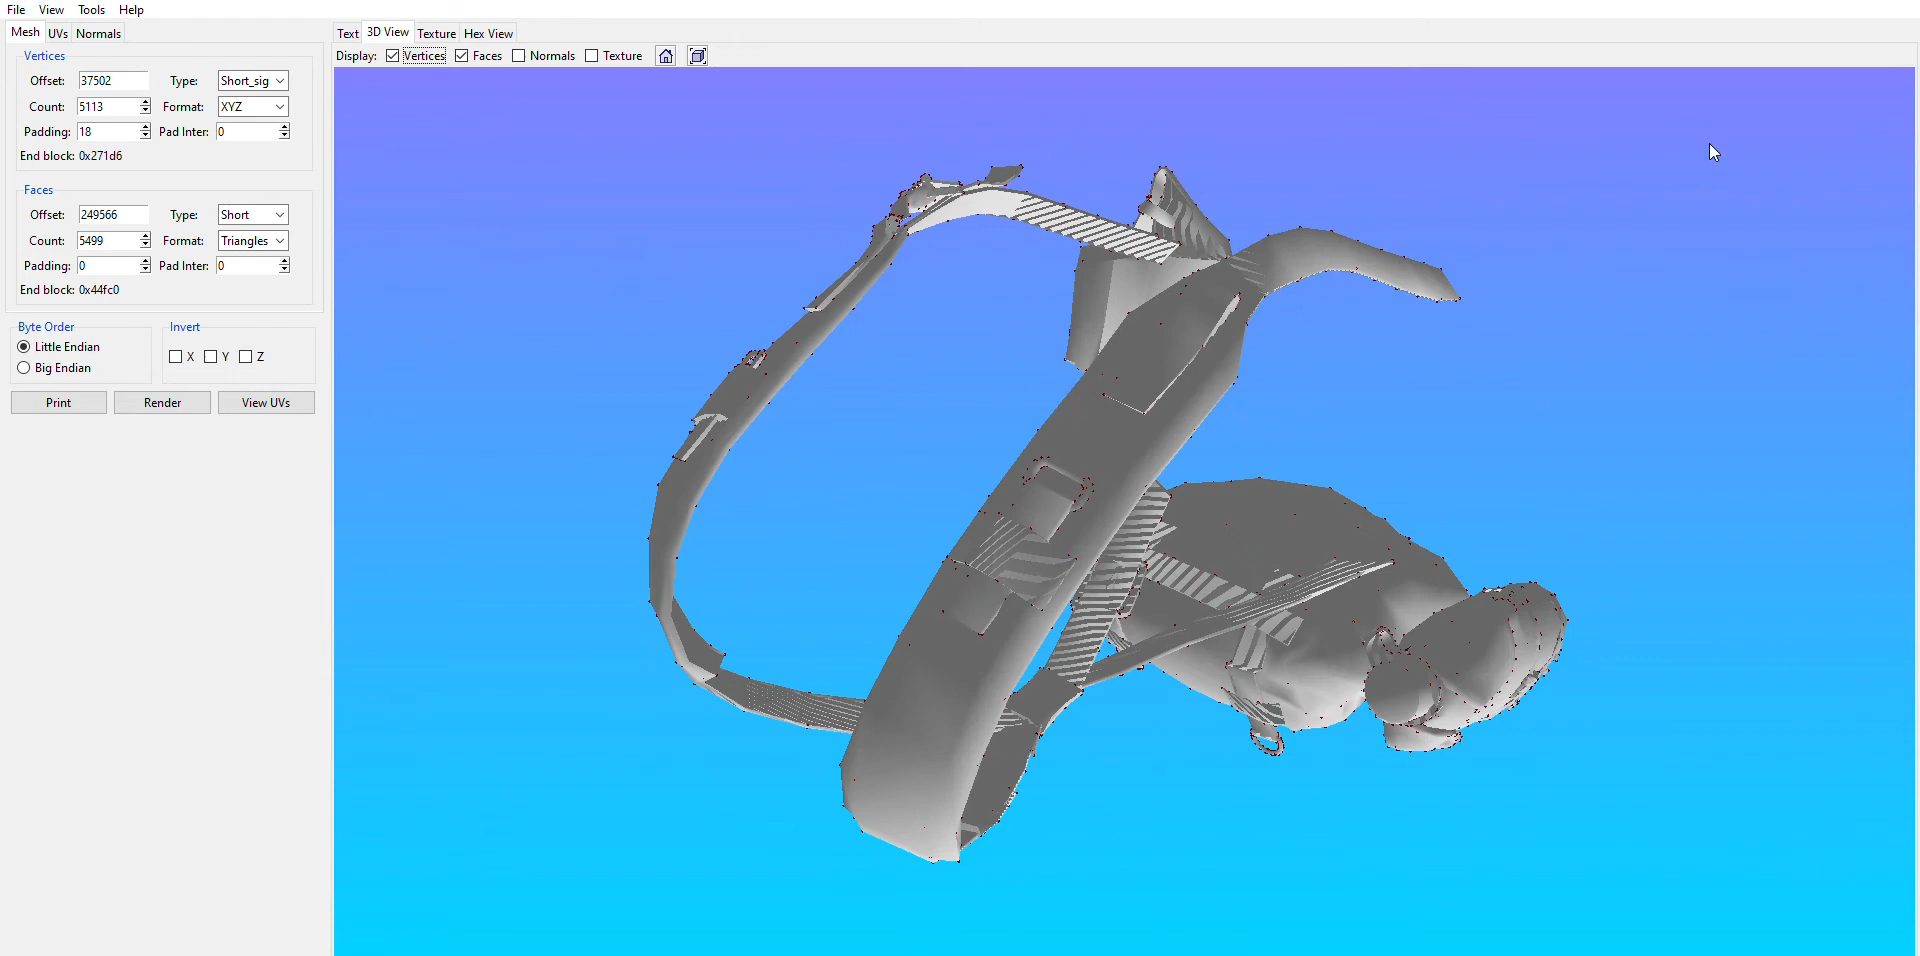 File View Tools Help
Mesh UVs Normals
Text 3D View Texture Hex View
Display: Vertices Faces Normals Texture
Vertices
Offset: 37502 Type: Short_sig
Count: 5113 Format: XYZ
Padding: 18 Pad Inter: 0
End block: 0x271d6
Faces
Offset: 249566 Type: Short
Count: 5499 Format: Triangles
Padding: 0 Pad Inter: 0
End block: 0x44fc0
Byte Order Invert
Little Endian X Y Z
Big Endian
Print Render View UVs